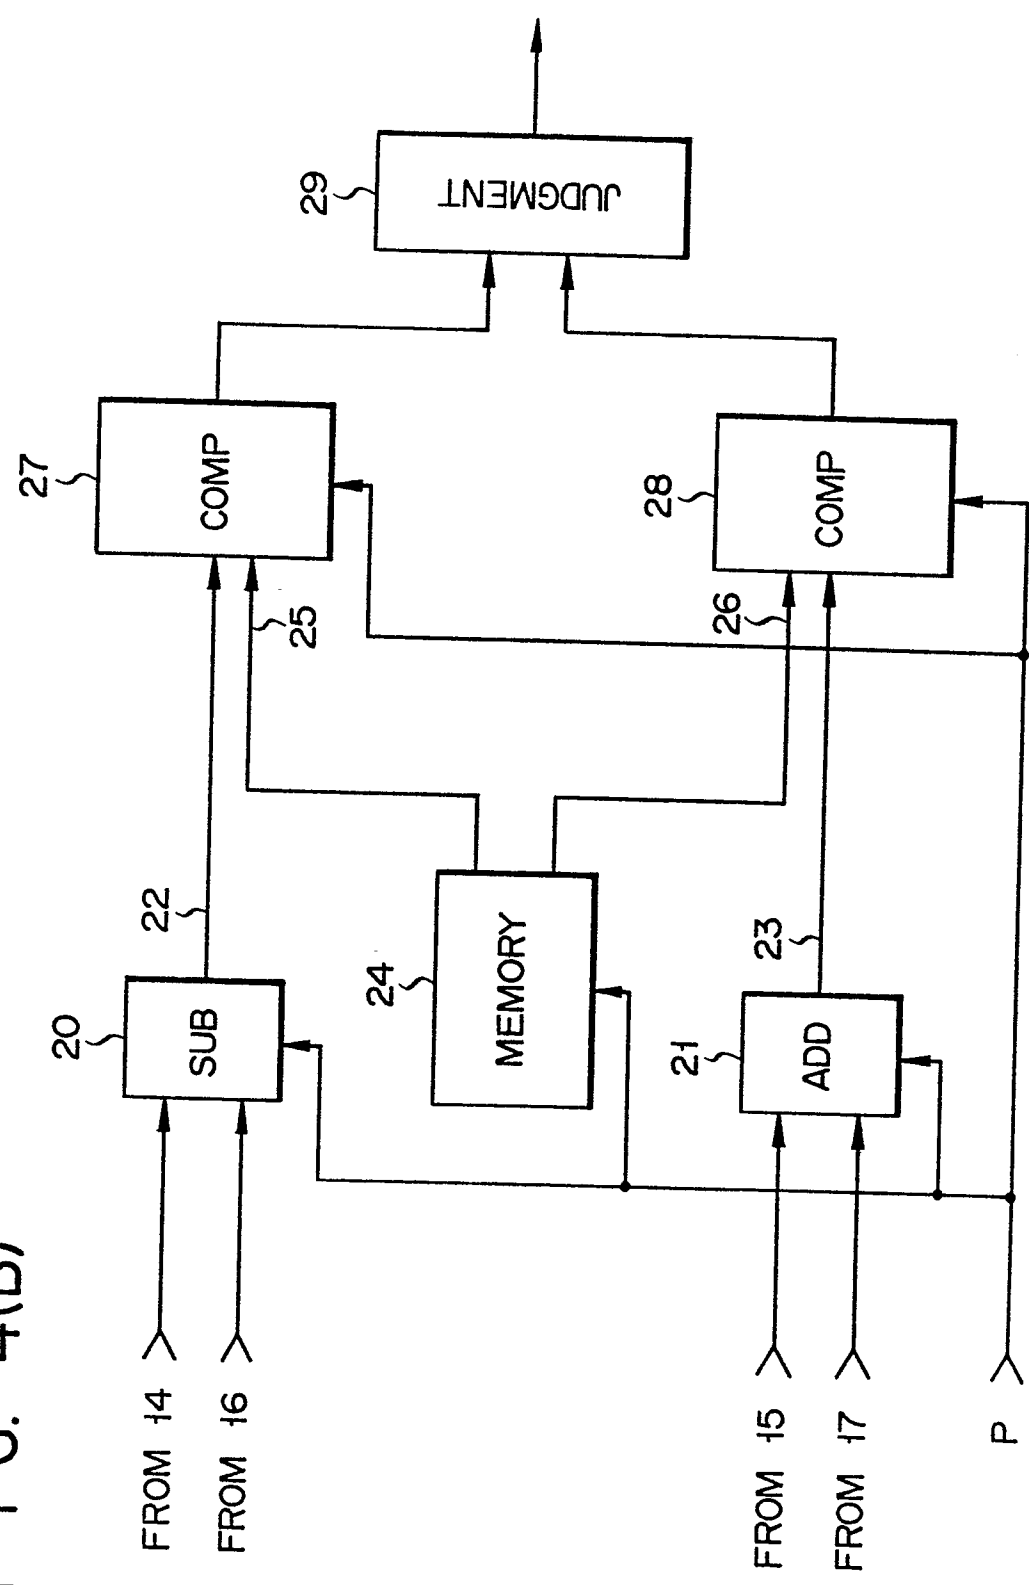 FIG. 4(B)
FROM 14
FROM 16
20
SUB
22
27
COMP
25
24
MEMORY
29
JUDGMENT
FROM 15
FROM 17
21
ADD
23
26
28
COMP
P